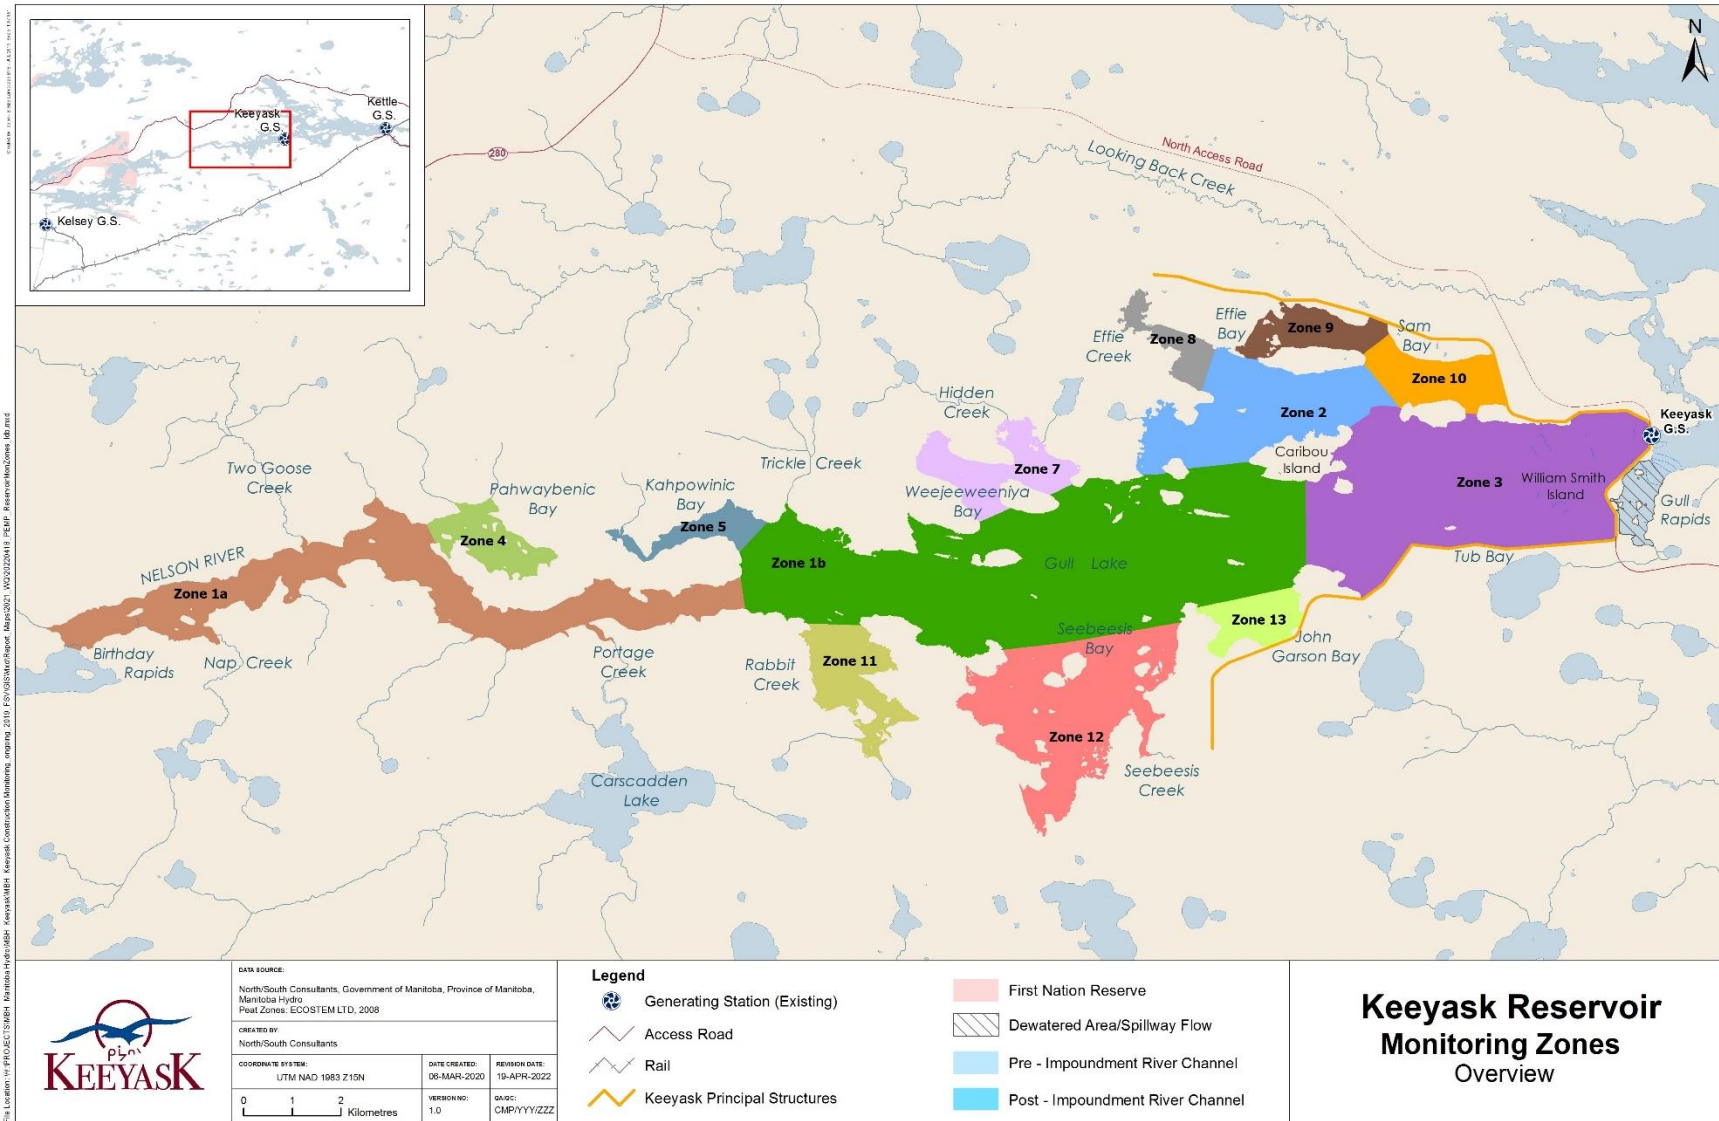 Keeyask
G.S.
Kettle
G.S.
Kelsey G.S.
N
280
North Access Road
Looking Back Creek
Effie
Bay
Effie
Creek
Sam
Bay
Zone 8
Zone 9
Zone 10
Zone 2
Hidden
Creek
Keeyask
G.S.
Caribou
Island
Zone 7
Zone 3
William Smith
Island
Gull
Rapids
Two Goose
Creek
Pahwaybenic
Bay
Kahpowinic
Bay
Trickle Creek
Weejeeweeniya
Bay
Zone 4
Zone 5
Zone 1b
Gull Lake
Tub Bay
NELSON RIVER
Zone 1a
Birthday
Rapids
Nap Creek
Portage
Creek
Rabbit
Creek
Zone 11
Seebeesis
Bay
Zone 13
John
Garson Bay
Zone 12
Seebeesis
Creek
Carscadden
Lake
ᑭᔭᐢᐠ
KEEYASK
DATA SOURCE:
North/South Consultants, Government of Manitoba, Province of Manitoba,
Manitoba Hydro
Peat Zones: ECOSTEM LTD, 2008
CREATED BY:
North/South Consultants
COORDINATE SYSTEM:
UTM NAD 1983 Z15N
DATE CREATED:
06-MAR-2020
REVISION DATE:
19-APR-2022
0 1 2 Kilometres
VERSION NO:
1.0
QA/QC:
CMP/YYY/ZZZ
Legend
Generating Station (Existing)
Access Road
Rail
Keeyask Principal Structures
First Nation Reserve
Dewatered Area/Spillway Flow
Pre - Impoundment River Channel
Post - Impoundment River Channel
Keeyask Reservoir
Monitoring Zones
Overview